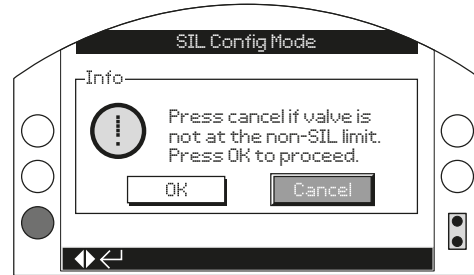 SIL Config Mode
Info
Press cancel if valve is
not at the non-SIL limit.
Press OK to proceed.
OK Cancel